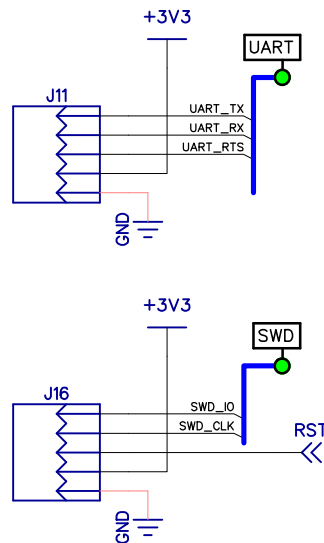 +3V3
UART
J11
UART_TX
UART_RX
UART_RTS
GND
+3V3
SWD
J16
SWD_IO
SWD_CLK
RST
GND